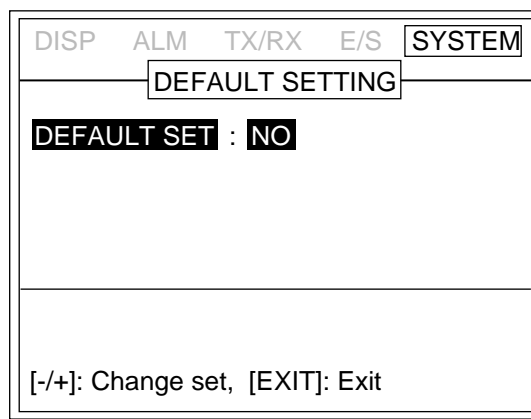 DISP ALM TX/RX E/S SYSTEM
DEFAULT SETTING
DEFAULT SET : NO
[-/+]: Change set, [EXIT]: Exit